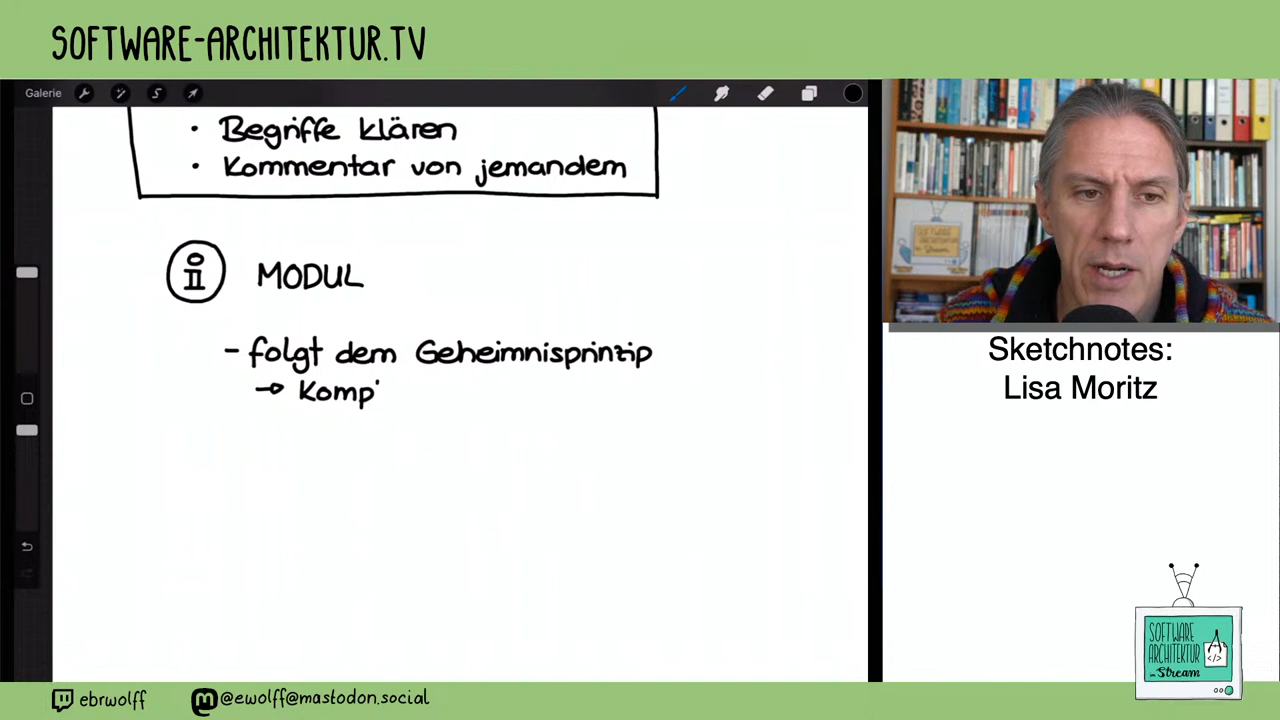 SOFTWARE-ARCHITEKTUR.TV
Galerie
• Begriffe klären
• Kommentar von jemandem
i MODUL
- folgt dem Geheimnisprinzip
→ Komp
Sketchnotes:
Lisa Moritz
SOFTWARE
ARCHITEKTUR
im Stream
ebrwolff
@ewolff@mastodon.social